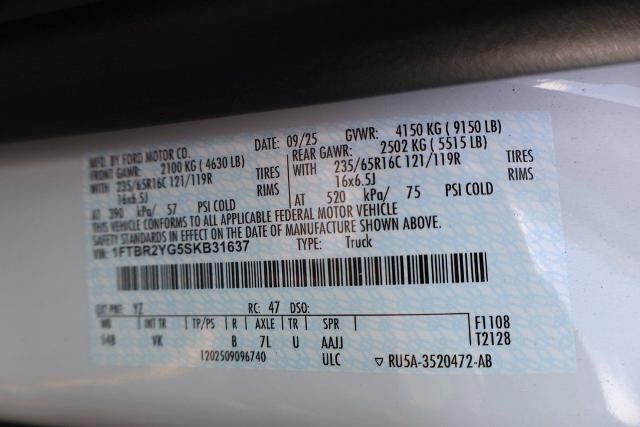 MFD. BY FORD MOTOR CO. DATE: 09/25 GVWR: 4150 KG ( 9150 LB)
FRONT GAWR: 2100 KG ( 4630 LB) REAR GAWR: 2502 KG ( 5515 LB)
WITH 235/65R16C 121/119R TIRES WITH 235/65R16C 121/119R TIRES
16x6.5J RIMS 16x6.5J RIMS
AT 390 kPa/ 57 PSI COLD AT 520 kPa/ 75 PSI COLD
THIS VEHICLE CONFORMS TO ALL APPLICABLE FEDERAL MOTOR VEHICLE
SAFETY STANDARDS IN EFFECT ON THE DATE OF MANUFACTURE SHOWN ABOVE.
VIN: 1FTBR2YG5SKB31637 TYPE: Truck
EXT PNT: YZ RC: 47 DSO:
WB INT TR TP/PS R AXLE TR SPR F1108
148 VK B 7L U AAJJ T2128
1202509096740 ULC ▽ RU5A-3520472-AB